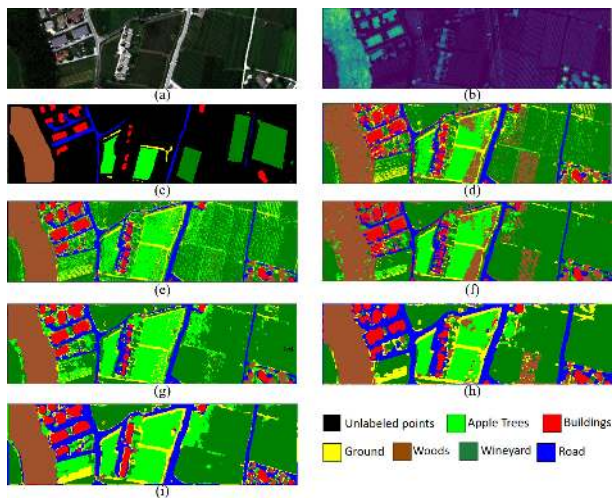 (a)
(b)
(c)
(d)
(e)
(f)
(g)
(h)
(i)
Unlabeled points
Apple Trees
Buildings
Ground
Woods
Wineyard
Road